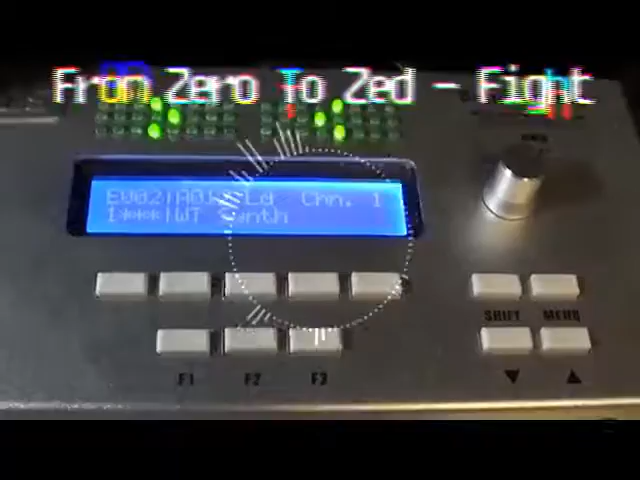 From Zero To Zed - Fight
Chn. 1
WT Synth
SHIFT MENU
F1 F2 F3